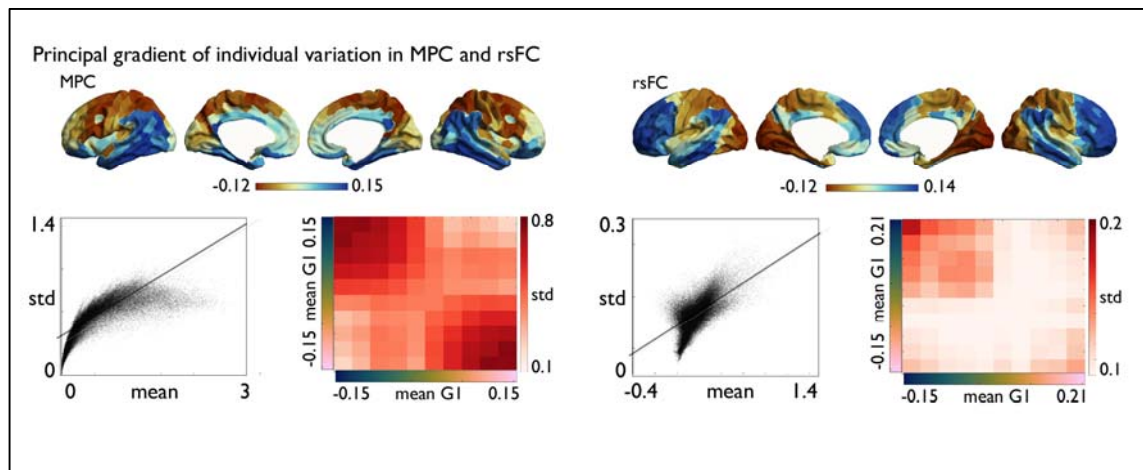 Principal gradient of individual variation in MPC and rsFC
MPC
-0.12 0.15
1.4
std
0
0 mean 3
0.15
mean G1
-0.15
-0.15 mean G1 0.15
0.8
std
0.1
rsFC
-0.12 0.14
0.3
std
0
-0.4 mean 1.4
0.21
mean G1
-0.15
-0.15 mean G1 0.21
0.2
std
0.1